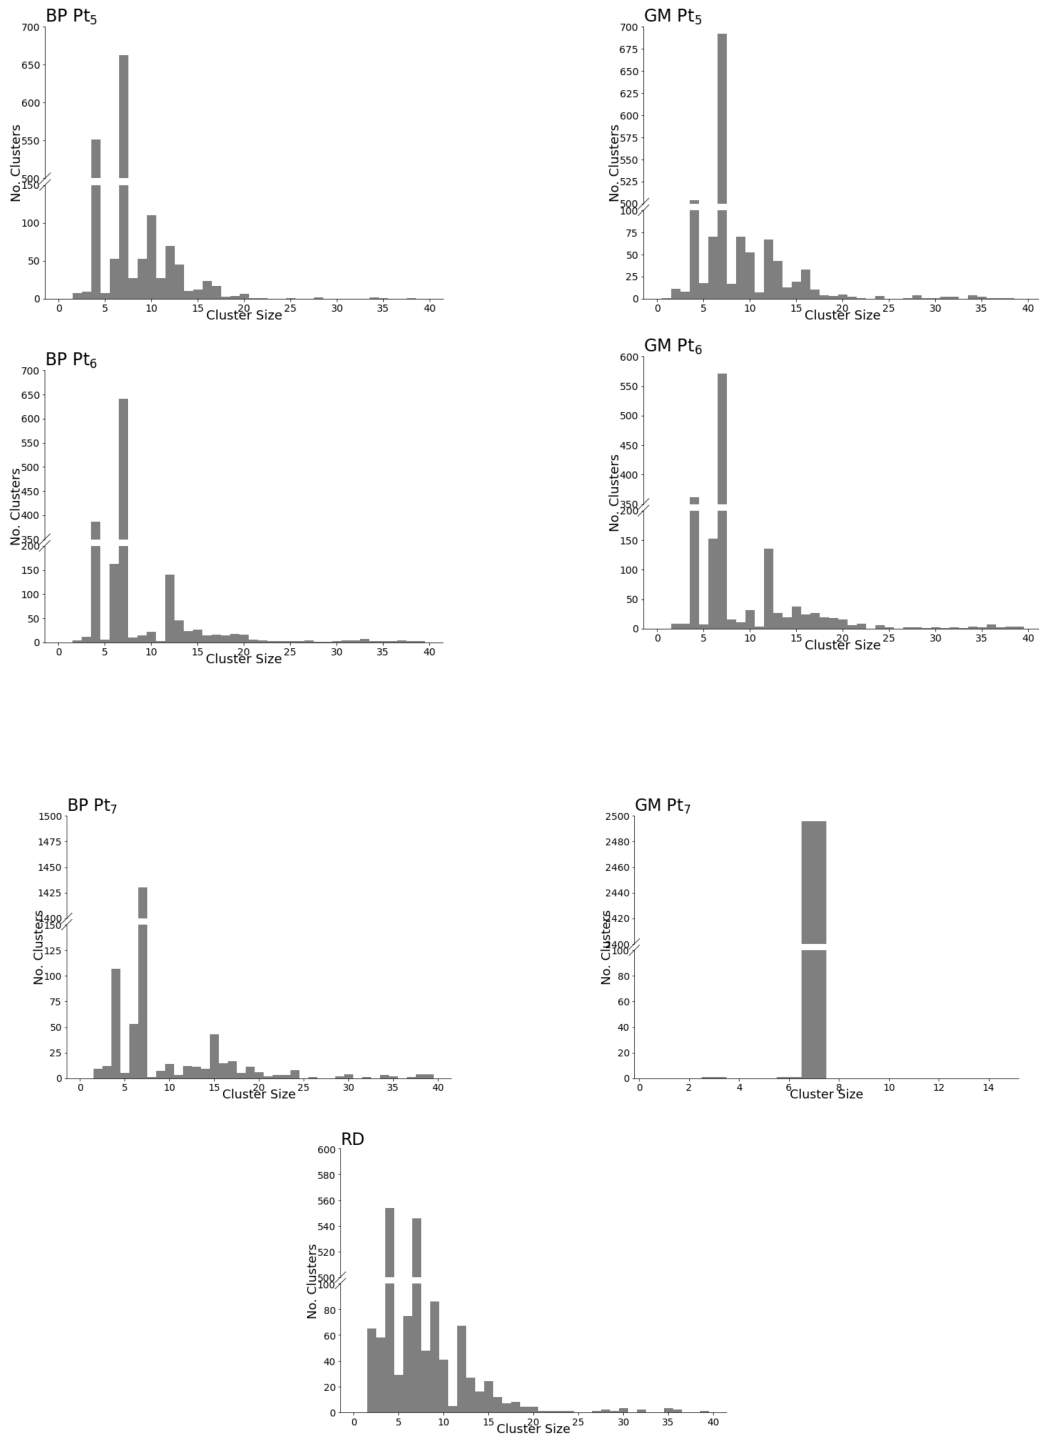 BP Pt5
No. Clusters
700
650
600
550
500
150
100
50
0
0 5 10 15 20 25 30 35 40
Cluster Size
GM Pt5
No. Clusters
700
675
650
625
600
575
550
525
500
100
75
50
25
0
0 5 10 15 20 25 30 35 40
Cluster Size
BP Pt6
No. Clusters
700
650
600
550
500
450
400
350
200
150
100
50
0
0 5 10 15 20 25 30 35 40
Cluster Size
GM Pt6
No. Clusters
600
550
500
450
400
350
200
150
100
50
0
0 5 10 15 20 25 30 35 40
Cluster Size
BP Pt7
No. Clusters
1500
1475
1450
1425
1400
150
125
100
75
50
25
0
0 5 10 15 20 25 30 35 40
Cluster Size
GM Pt7
No. Clusters
2500
2480
2460
2440
2420
2400
100
80
60
40
20
0
0 2 4 6 8 10 12 14
Cluster Size
RD
No. Clusters
600
580
560
540
520
500
100
80
60
40
20
0
0 5 10 15 20 25 30 35 40
Cluster Size